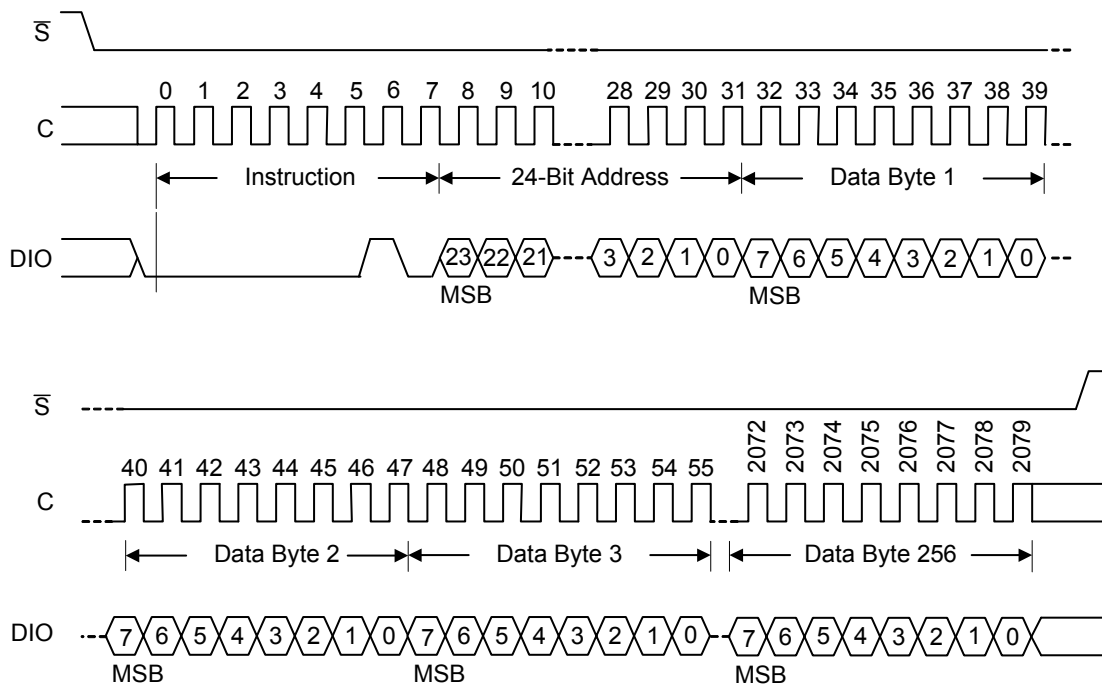 S
0 1 2 3 4 5 6 7 8 9 10 28 29 30 31 32 33 34 35 36 37 38 39
C
Instruction 24-Bit Address Data Byte 1
DIO 23 22 21 3 2 1 0 7 6 5 4 3 2 1 0
MSB MSB
S
2072 2073 2074 2075 2076 2077 2078 2079
40 41 42 43 44 45 46 47 48 49 50 51 52 53 54 55
C
Data Byte 2 Data Byte 3 Data Byte 256
DIO 7 6 5 4 3 2 1 0 7 6 5 4 3 2 1 0 7 6 5 4 3 2 1 0
MSB MSB MSB